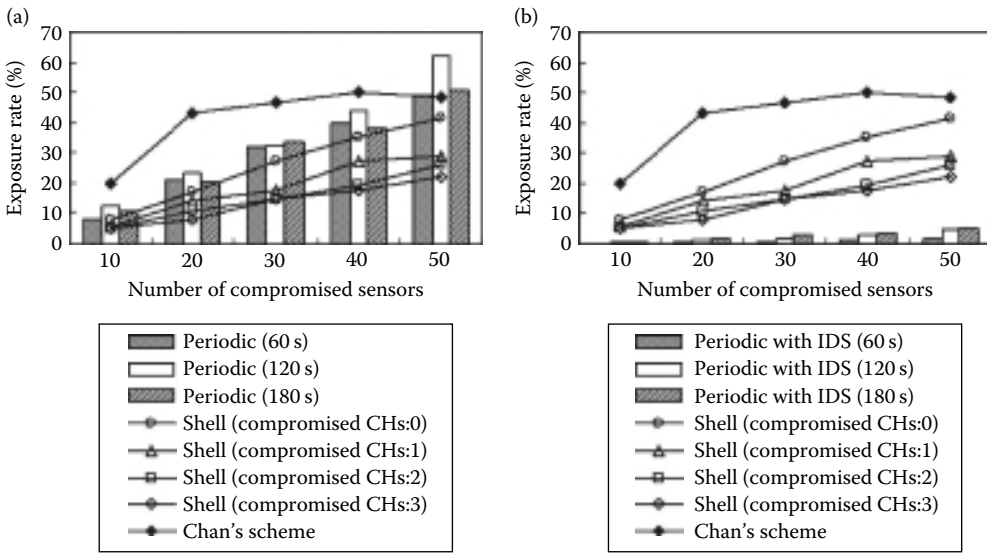 (a)
Exposure rate (%)
70
60
50
40
30
20
10
0
10 20 30 40 50
Number of compromised sensors
Periodic (60 s)
Periodic (120 s)
Periodic (180 s)
Shell (compromised CHs:0)
Shell (compromised CHs:1)
Shell (compromised CHs:2)
Shell (compromised CHs:3)
Chan's scheme
(b)
Exposure rate (%)
70
60
50
40
30
20
10
0
10 20 30 40 50
Number of compromised sensors
Periodic with IDS (60 s)
Periodic with IDS (120 s)
Periodic with IDS (180 s)
Shell (compromised CHs:0)
Shell (compromised CHs:1)
Shell (compromised CHs:2)
Shell (compromised CHs:3)
Chan's scheme